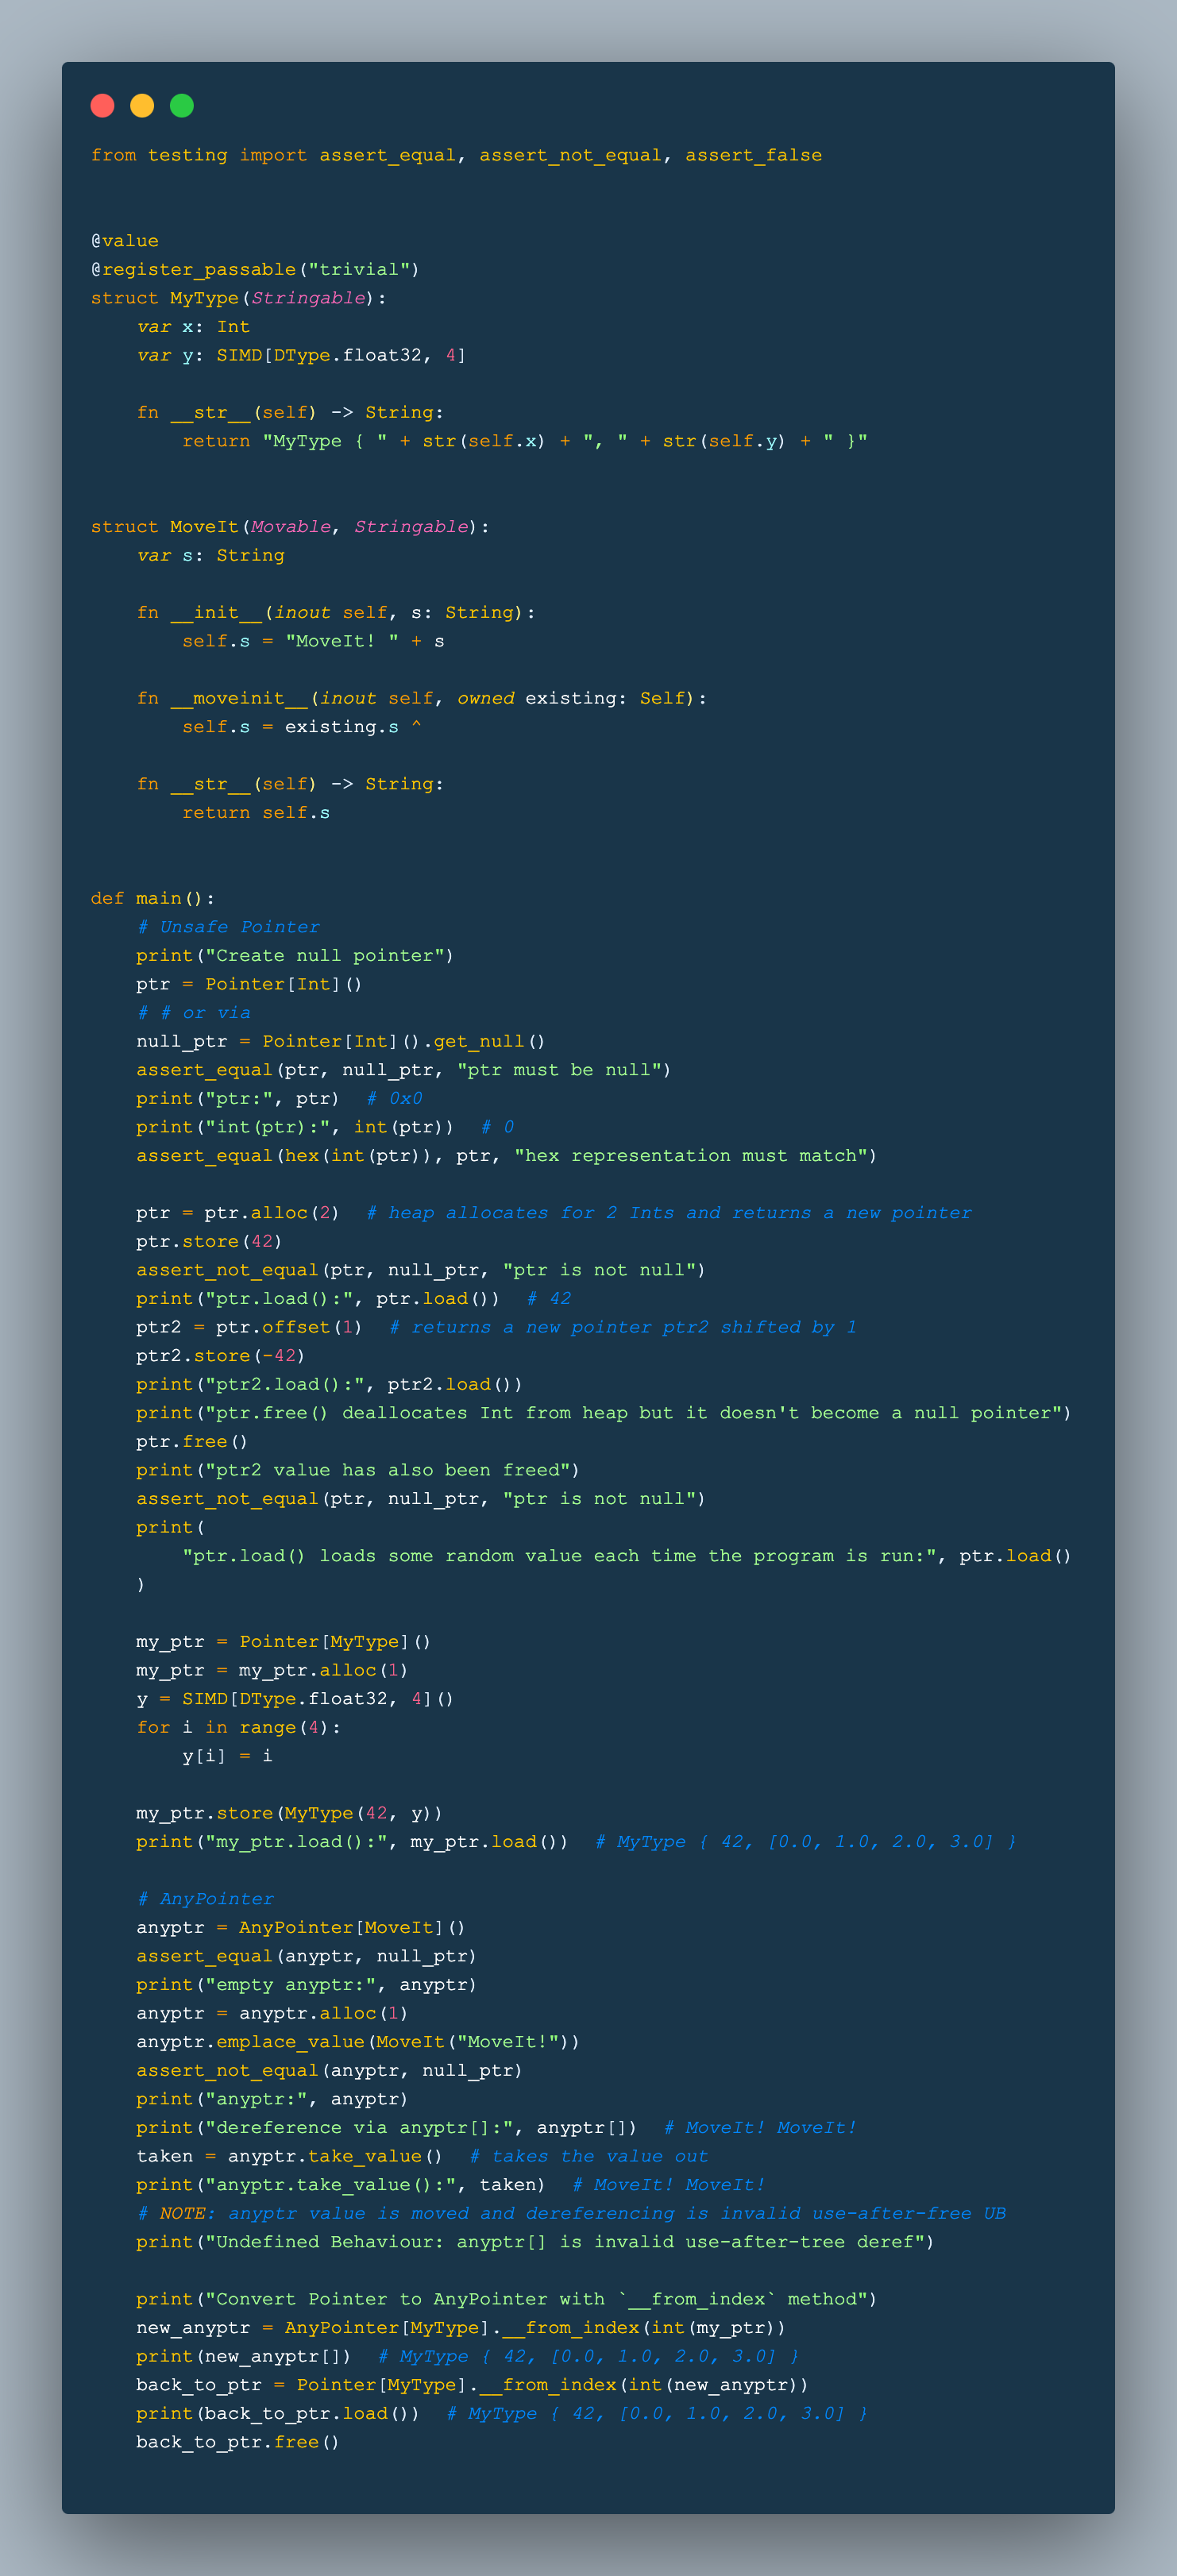 from testing import assert_equal, assert_not_equal, assert_false
@value
@register_passable("trivial")
struct MyType(Stringable):
    var x: Int
    var y: SIMD[DType.float32, 4]
    fn __str__(self) -> String:
        return "MyType { " + str(self.x) + ", " + str(self.y) + " }"
struct MoveIt(Movable, Stringable):
    var s: String
    fn __init__(inout self, s: String):
        self.s = "MoveIt! " + s
    fn __moveinit__(inout self, owned existing: Self):
        self.s = existing.s ^
    fn __str__(self) -> String:
        return self.s
def main():
    # Unsafe Pointer
    print("Create null pointer")
    ptr = Pointer[Int]()
    # # or via
    null_ptr = Pointer[Int]().get_null()
    assert_equal(ptr, null_ptr, "ptr must be null")
    print("ptr:", ptr)  # 0x0
    print("int(ptr):", int(ptr))  # 0
    assert_equal(hex(int(ptr)), ptr, "hex representation must match")
    ptr = ptr.alloc(2)  # heap allocates for 2 Ints and returns a new pointer
    ptr.store(42)
    assert_not_equal(ptr, null_ptr, "ptr is not null")
    print("ptr.load():", ptr.load())  # 42
    ptr2 = ptr.offset(1)  # returns a new pointer ptr2 shifted by 1
    ptr2.store(-42)
    print("ptr2.load():", ptr2.load())
    print("ptr.free() deallocates Int from heap but it doesn't become a null pointer")
    ptr.free()
    print("ptr2 value has also been freed")
    assert_not_equal(ptr, null_ptr, "ptr is not null")
    print(
        "ptr.load() loads some random value each time the program is run:", ptr.load()
    )
    my_ptr = Pointer[MyType]()
    my_ptr = my_ptr.alloc(1)
    y = SIMD[DType.float32, 4]()
    for i in range(4):
        y[i] = i
    my_ptr.store(MyType(42, y))
    print("my_ptr.load():", my_ptr.load())  # MyType { 42, [0.0, 1.0, 2.0, 3.0] }
    # AnyPointer
    anyptr = AnyPointer[MoveIt]()
    assert_equal(anyptr, null_ptr)
    print("empty anyptr:", anyptr)
    anyptr = anyptr.alloc(1)
    anyptr.emplace_value(MoveIt("MoveIt!"))
    assert_not_equal(anyptr, null_ptr)
    print("anyptr:", anyptr)
    print("dereference via anyptr[]:", anyptr[])  # MoveIt! MoveIt!
    taken = anyptr.take_value()  # takes the value out
    print("anyptr.take_value():", taken)  # MoveIt! MoveIt!
    # NOTE: anyptr value is moved and dereferencing is invalid use-after-free UB
    print("Undefined Behaviour: anyptr[] is invalid use-after-tree deref")
    print("Convert Pointer to AnyPointer with `__from_index` method")
    new_anyptr = AnyPointer[MyType].__from_index(int(my_ptr))
    print(new_anyptr[])  # MyType { 42, [0.0, 1.0, 2.0, 3.0] }
    back_to_ptr = Pointer[MyType].__from_index(int(new_anyptr))
    print(back_to_ptr.load())  # MyType { 42, [0.0, 1.0, 2.0, 3.0] }
    back_to_ptr.free()